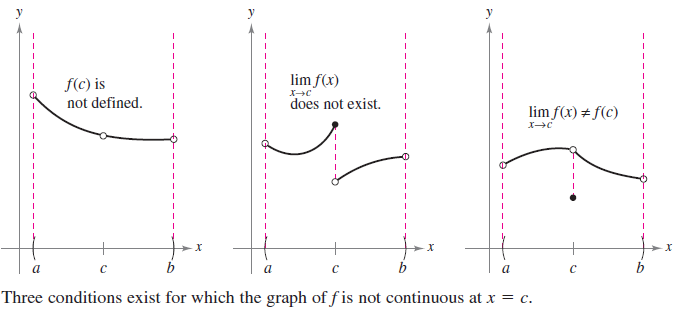 y
f(c) is
not defined.
x
a
c
b
y
lim f(x)
x→c
does not exist.
x
a
c
b
y
lim f(x) ≠ f(c)
x→c
x
a
c
b
Three conditions exist for which the graph of f is not continuous at x = c.